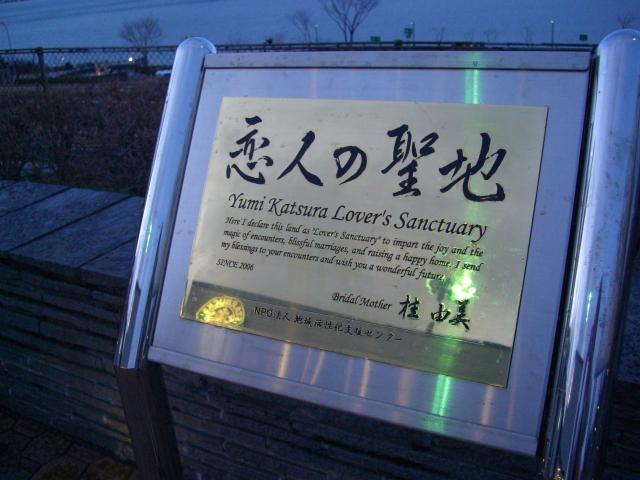 恋人の聖地
Yumi Katsura Lover's Sanctuary
Here I declare this land as "Lover's Sanctuary" to impart the joy and the
magic of encounters, blissful marriages, and raising a happy home. I send
my blessings to your encounters and wish you a wonderful future.
SINCE 2006
Bridal Mother 桂 由美
NPO法人 地域活性化支援センター